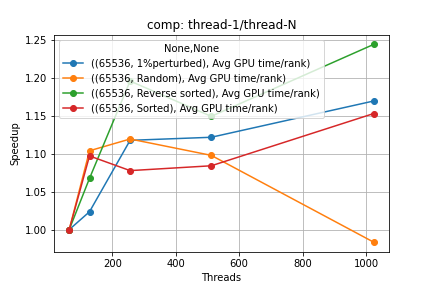 comp: thread-1/thread-N
None,None
((65536, 1%perturbed), Avg GPU time/rank)
((65536, Random), Avg GPU time/rank)
((65536, Reverse sorted), Avg GPU time/rank)
((65536, Sorted), Avg GPU time/rank)
1.25
1.20
1.15
1.10
1.05
1.00
Speedup
200
400
600
800
1000
Threads